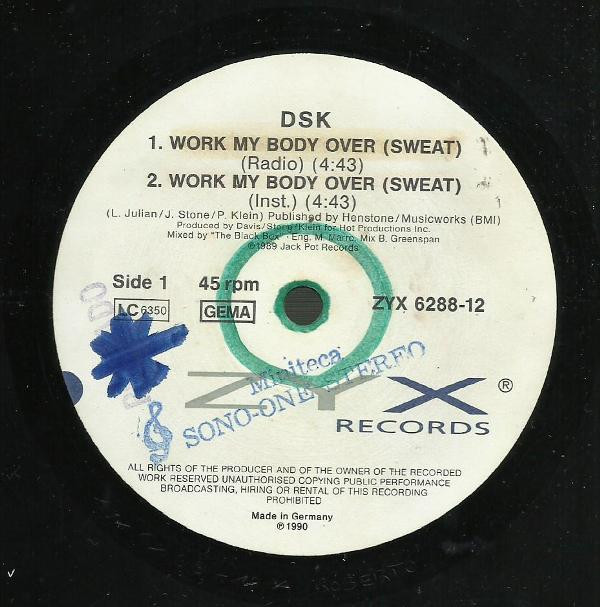 DSK
1. WORK MY BODY OVER (SWEAT)
(Radio) (4:43)
2. WORK MY BODY OVER (SWEAT)
(Inst.) (4:43)
(L. Julian/J. Stone/P. Klein) Published by Henstone/Musicworks (BMI)
Produced by Davis/Stone/Klein for Hot Productions Inc.
Mixed by "The Black Box" · Eng. M. Marro, Mix B. Greenspan
©1989 Jack Pot Records
Side 1 45 rpm
LC 6350 GEMA ZYX 6288-12
Miniteca
SONO-ONE STEREO
ZYX ®
RECORDS
ALL RIGHTS OF THE PRODUCER AND OF THE OWNER OF THE RECORDED
WORK RESERVED UNAUTHORISED COPYING PUBLIC PERFORMANCE
BROADCASTING, HIRING OR RENTAL OF THIS RECORDING
PROHIBITED
Made in Germany
℗ 1990
ROBERTO